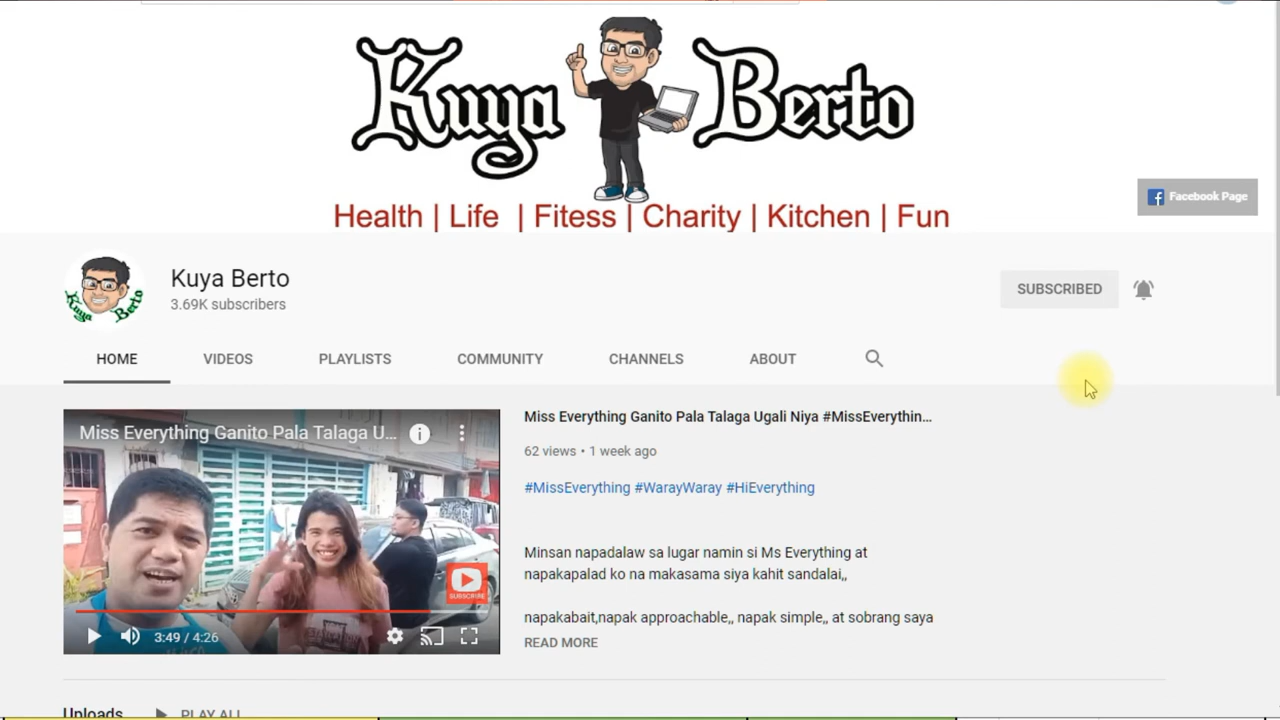 Kuya Berto
Health | Life | Fitess | Charity | Kitchen | Fun
Facebook Page
Kuya Berto
Kuya Berto
3.69K subscribers
SUBSCRIBED
HOME VIDEOS PLAYLISTS COMMUNITY CHANNELS ABOUT
Miss Everything Ganito Pala Talaga U...
SUBSCRIBE
3:49 / 4:26
Miss Everything Ganito Pala Talaga Ugali Niya #MissEverythin...
62 views • 1 week ago
#MissEverything #WarayWaray #HiEverything
Minsan napadalaw sa lugar namin si Ms Everything at
napakapalad ko na makasama siya kahit sandalai,,
napakabait,napak approachable,, napak simple,, at sobrang saya
READ MORE
Uploads PLAY ALL